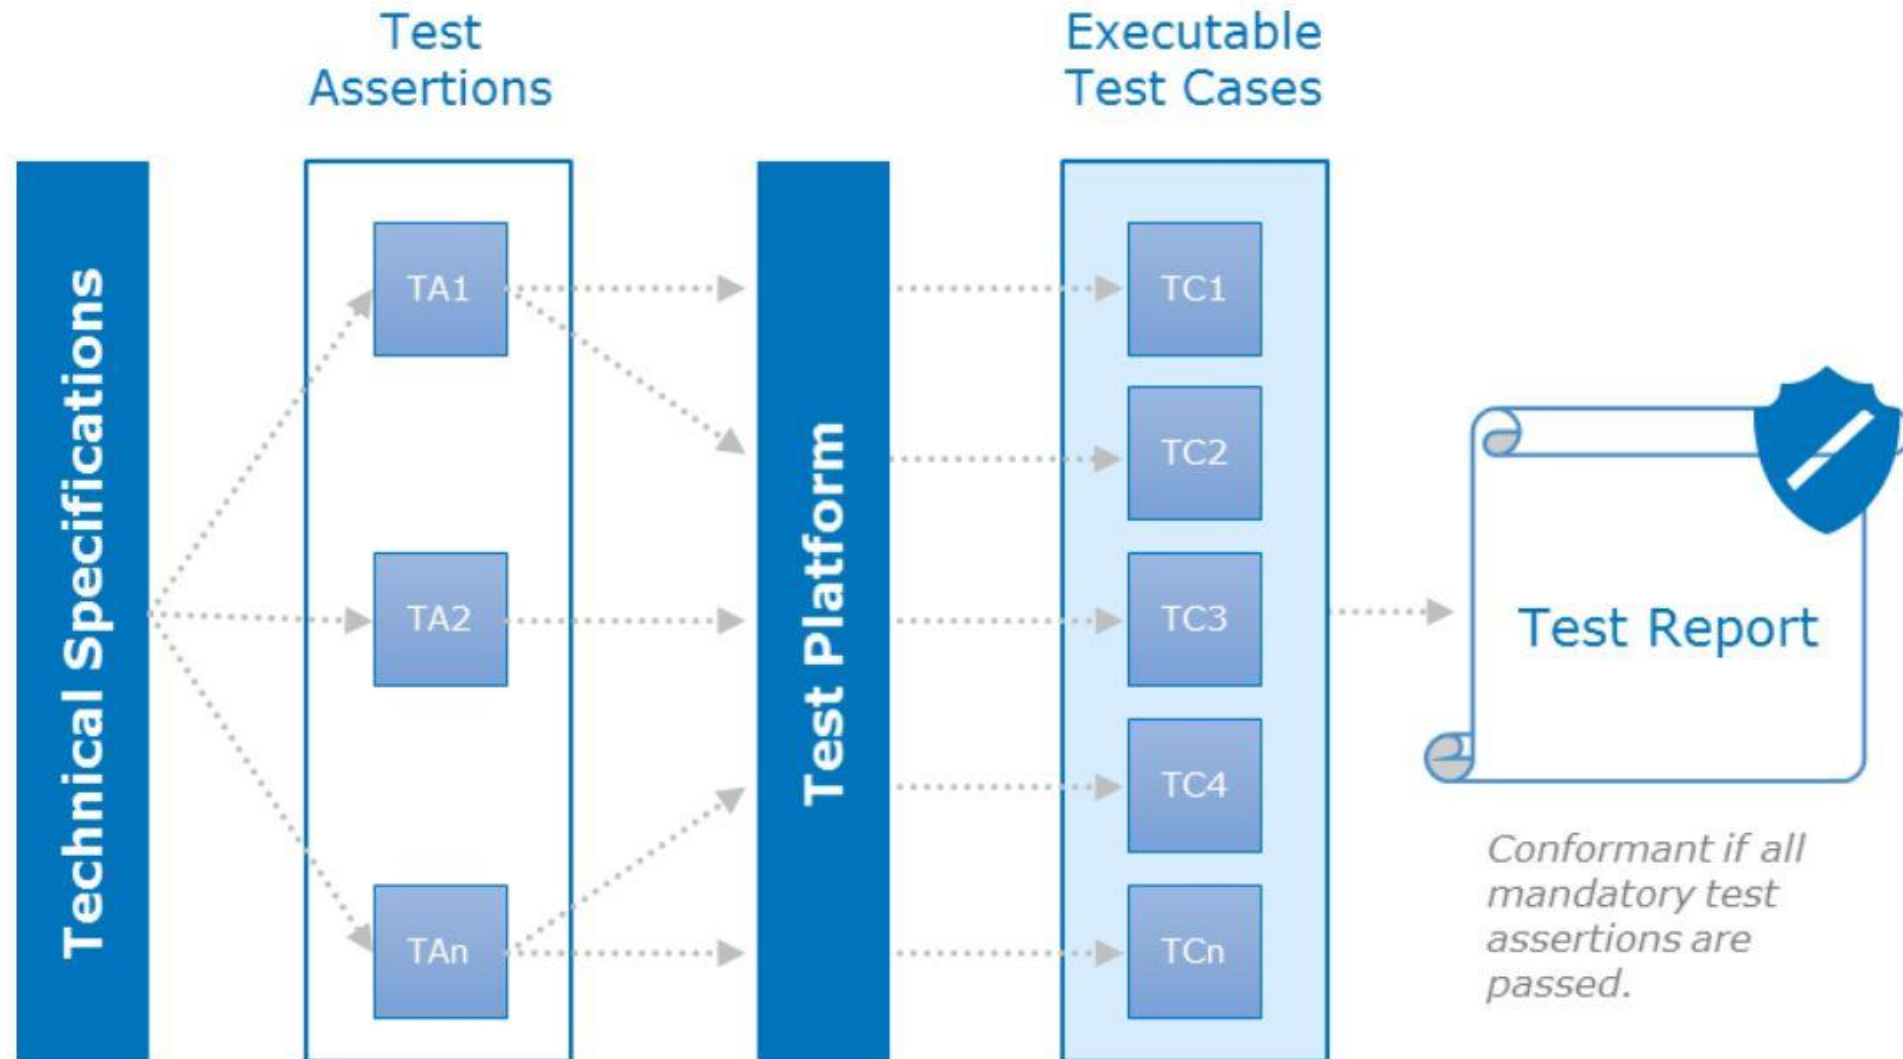 Test
Assertions
Executable
Test Cases
Technical Specifications
TA1
TA2
TAn
Test Platform
TC1
TC2
TC3
TC4
TCn
Test Report
Conformant if all
mandatory test
assertions are
passed.